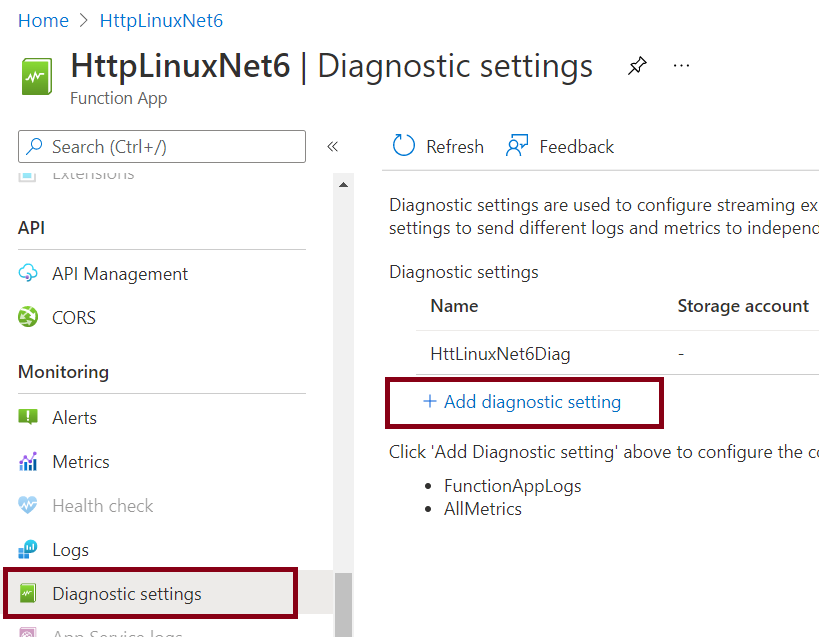 Home > HttpLinuxNet6
HttpLinuxNet6 | Diagnostic settings
Function App
Search (Ctrl+/)
«
Refresh
Feedback
Extensions
API
API Management
CORS
Monitoring
Alerts
Metrics
Health check
Logs
Diagnostic settings
App Service logs
Diagnostic settings are used to configure streaming ex
settings to send different logs and metrics to independ
Diagnostic settings
Name Storage account
HttLinuxNet6Diag -
+ Add diagnostic setting
Click 'Add Diagnostic setting' above to configure the co
• FunctionAppLogs
• AllMetrics